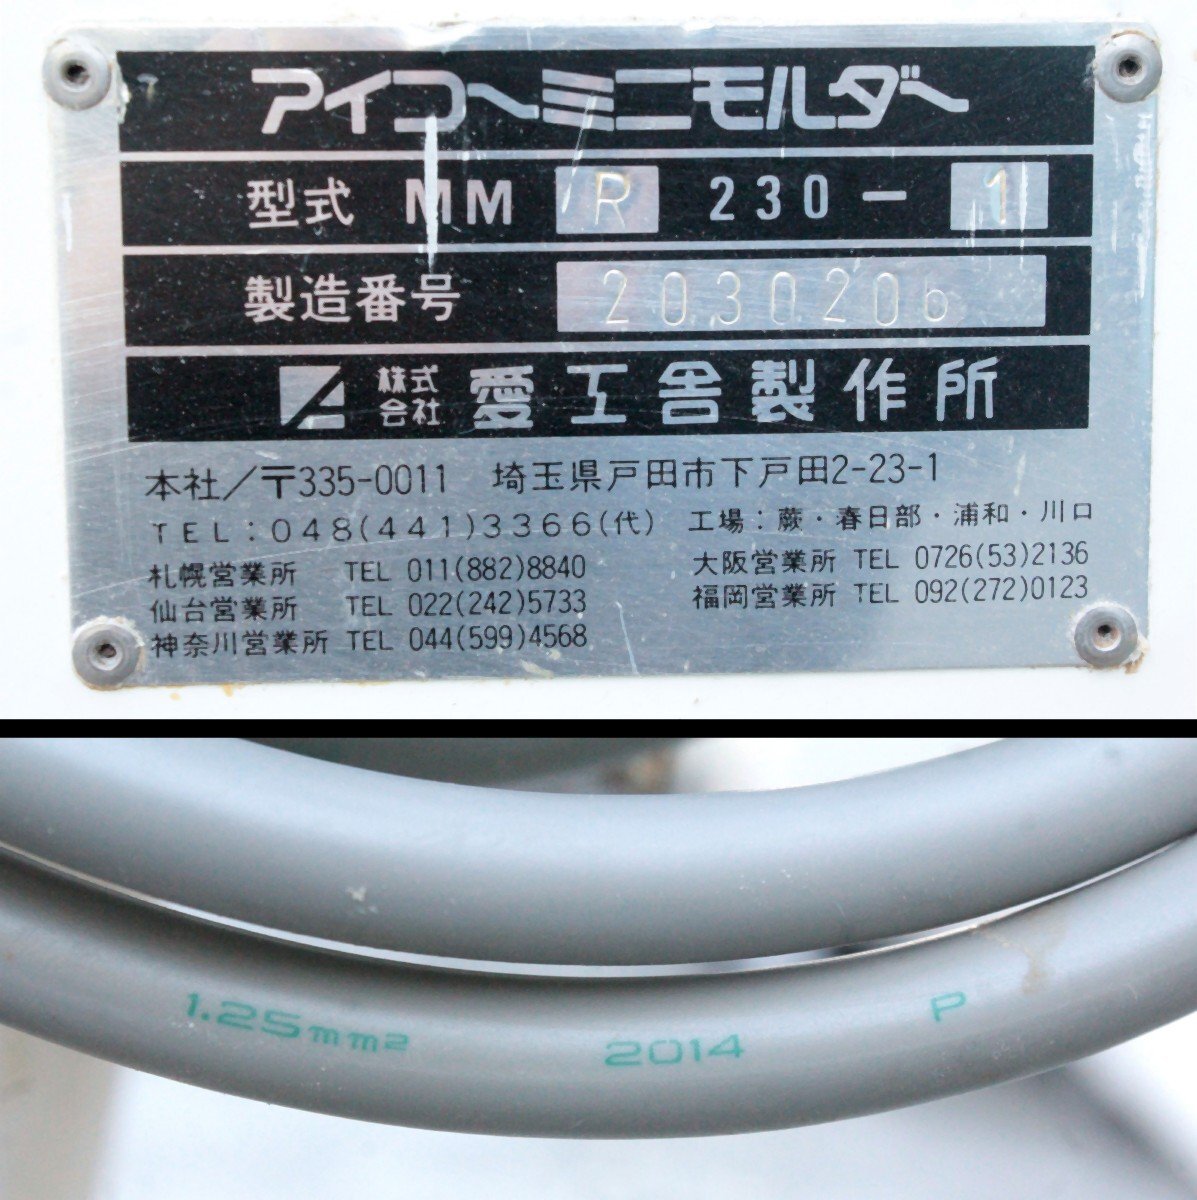 アイコーミニモルダー
型式 MM R 230-1
製造番号 2030206
株式会社 愛工舎製作所
本社/〒335-0011 埼玉県戸田市下戸田2-23-1
TEL:048(441)3366(代) 工場:蕨・春日部・浦和・川口
札幌営業所 TEL 011(882)8840 大阪営業所 TEL 0726(53)2136
仙台営業所 TEL 022(242)5733 福岡営業所 TEL 092(272)0123
神奈川営業所 TEL 044(599)4568
1.25mm² 2014 P